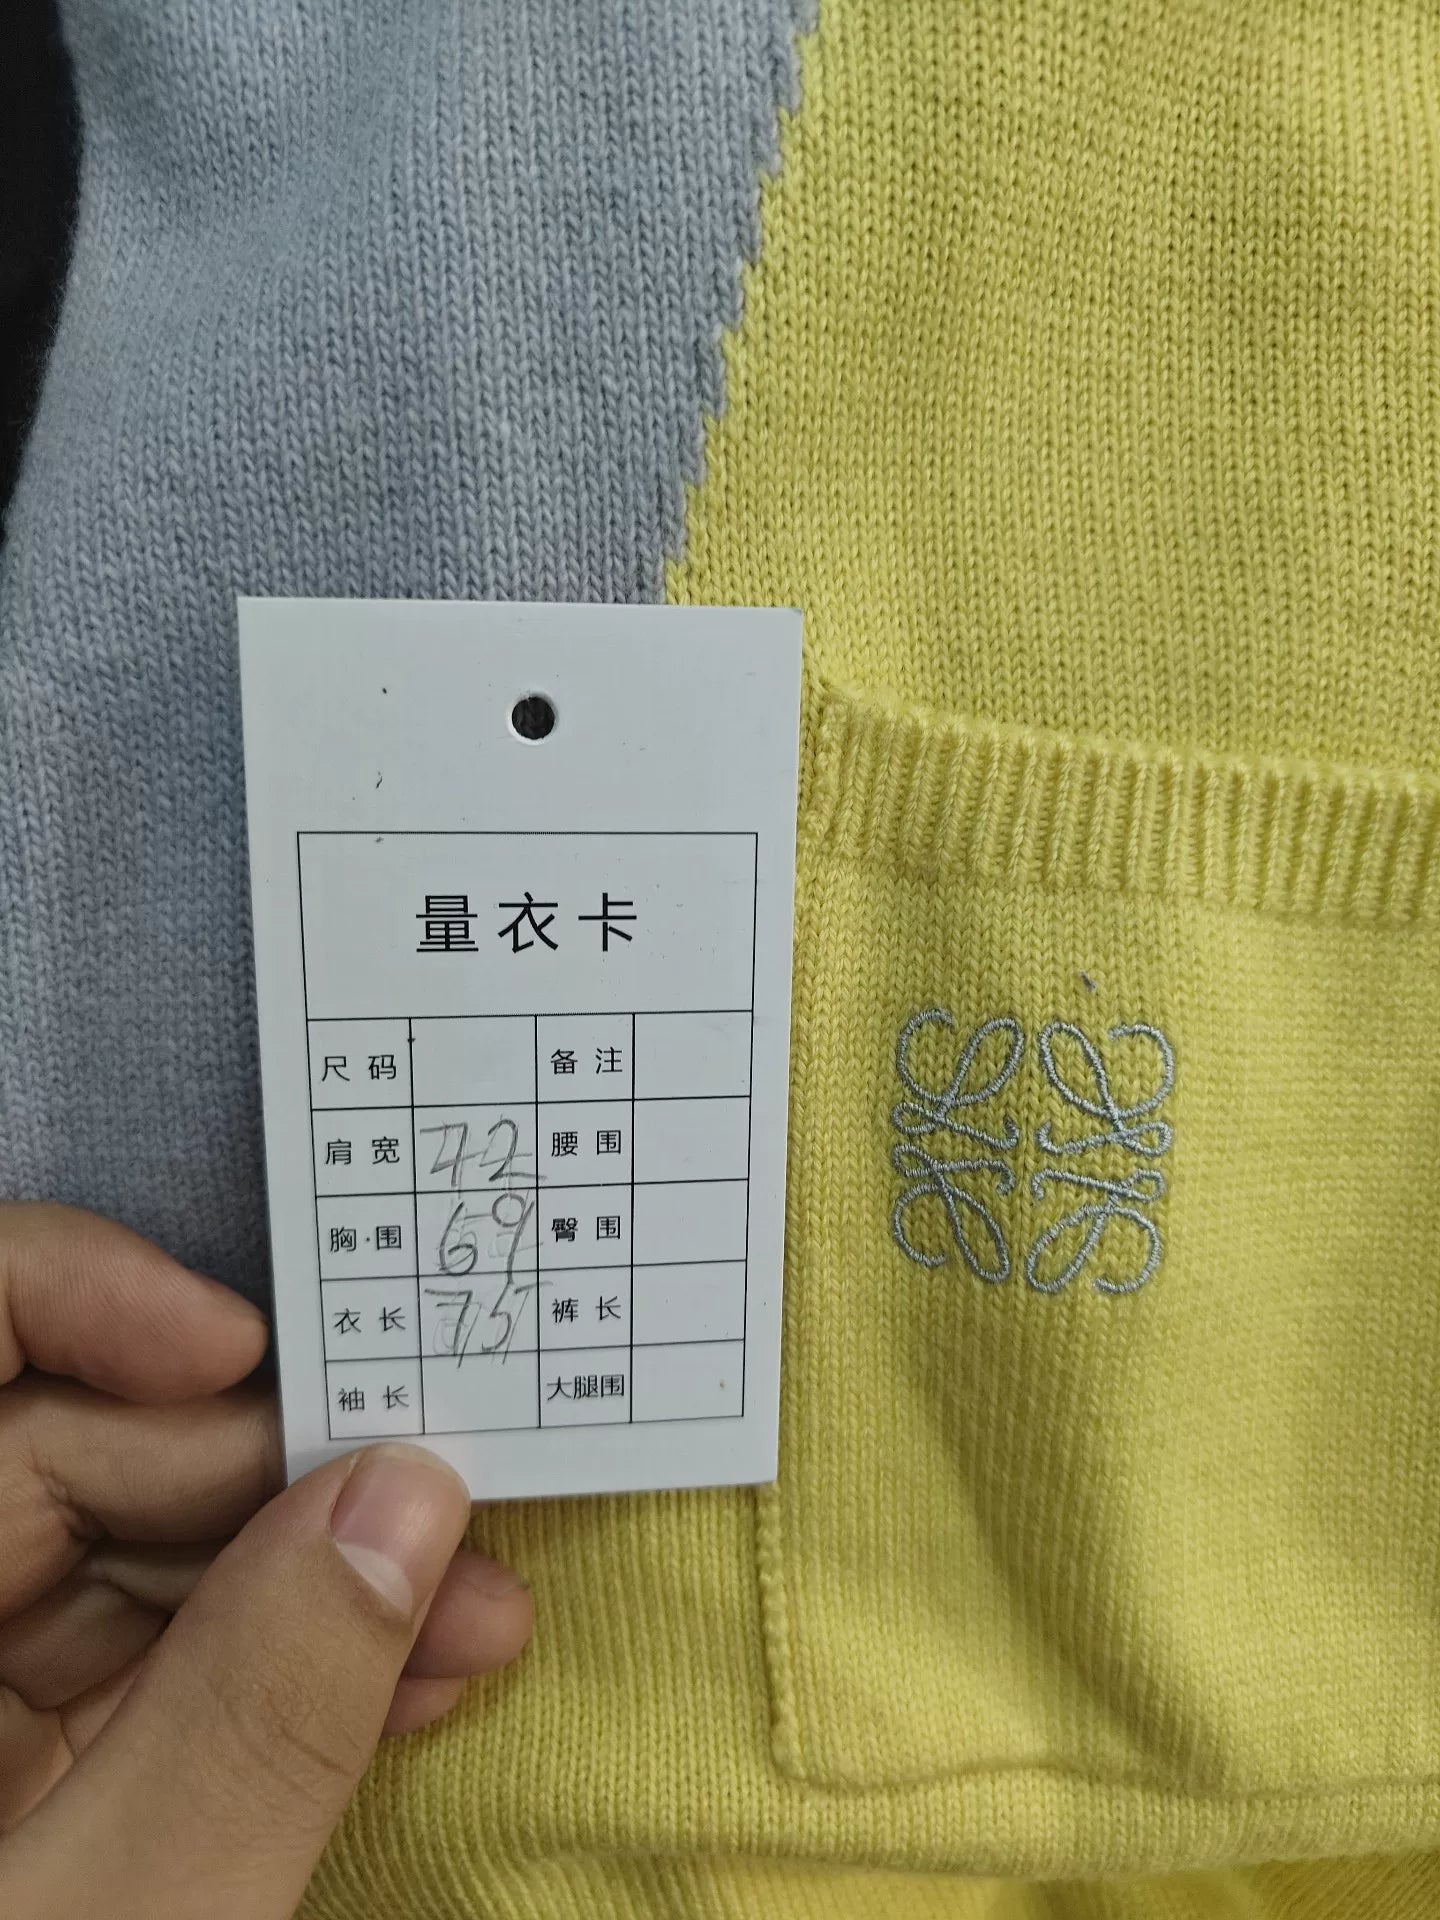 量衣卡
尺码 备注
肩宽 42 腰围
胸·围 69 臀围
衣长 75 裤长
袖长 大腿围